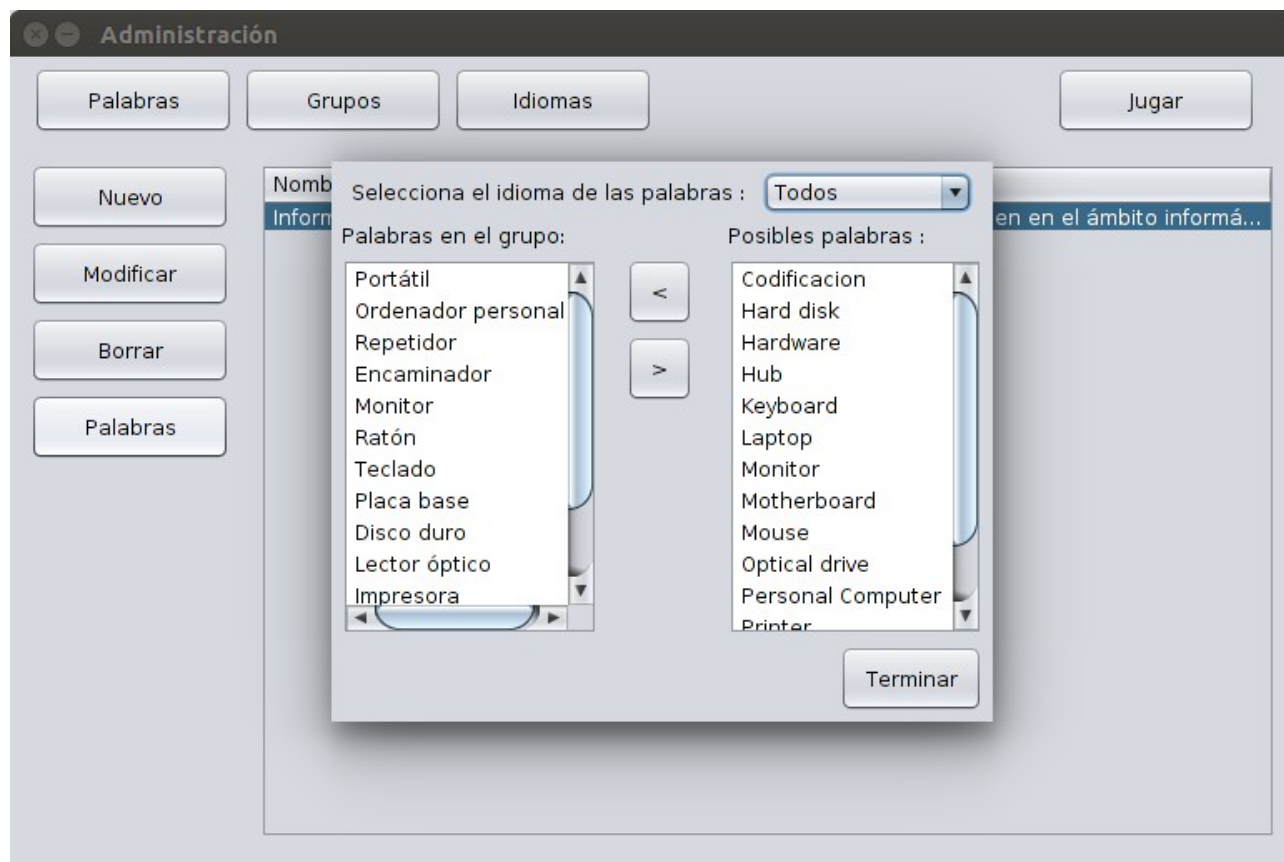 Administración
Palabras Grupos Idiomas Jugar
Nuevo
Modificar
Borrar
Palabras
Nomb
Inform
en en el ámbito informá...
Selecciona el idioma de las palabras : Todos
Palabras en el grupo:
Portátil
Ordenador personal
Repetidor
Encaminador
Monitor
Ratón
Teclado
Placa base
Disco duro
Lector óptico
Impresora
<
>
Posibles palabras :
Codificacion
Hard disk
Hardware
Hub
Keyboard
Laptop
Monitor
Motherboard
Mouse
Optical drive
Personal Computer
Printer
Terminar